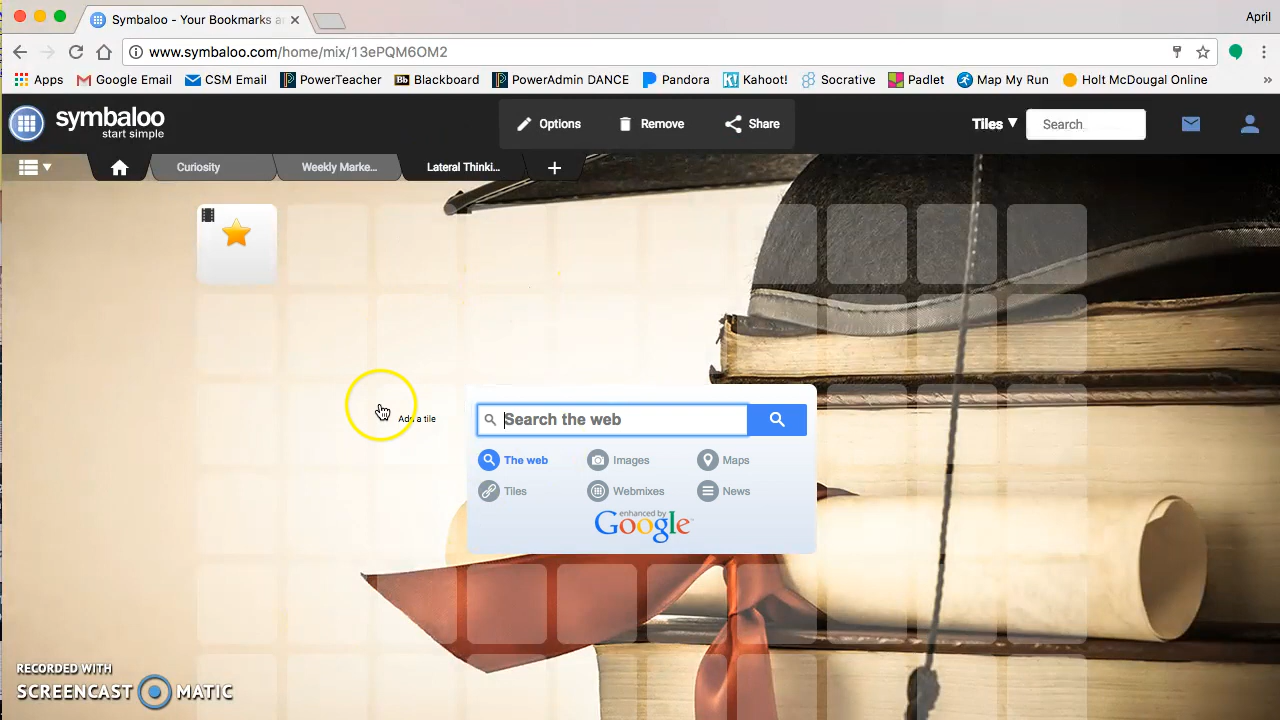 Symbaloo - Your Bookmarks a
April
www.symbaloo.com/home/mix/13ePQM6OM2
Apps Google Email CSM Email PowerTeacher Bb Blackboard PowerAdmin DANCE Pandora K! Kahoot! Socrative Padlet Map My Run Holt McDougal Online »
symbaloo
start simple
Options Remove Share
Tiles Search
Curiosity Weekly Marke... Lateral Thinki...
Add a tile
Search the web
The web Images Maps
Tiles Webmixes News
enhanced by
Google™
RECORDED WITH
SCREENCAST MATIC